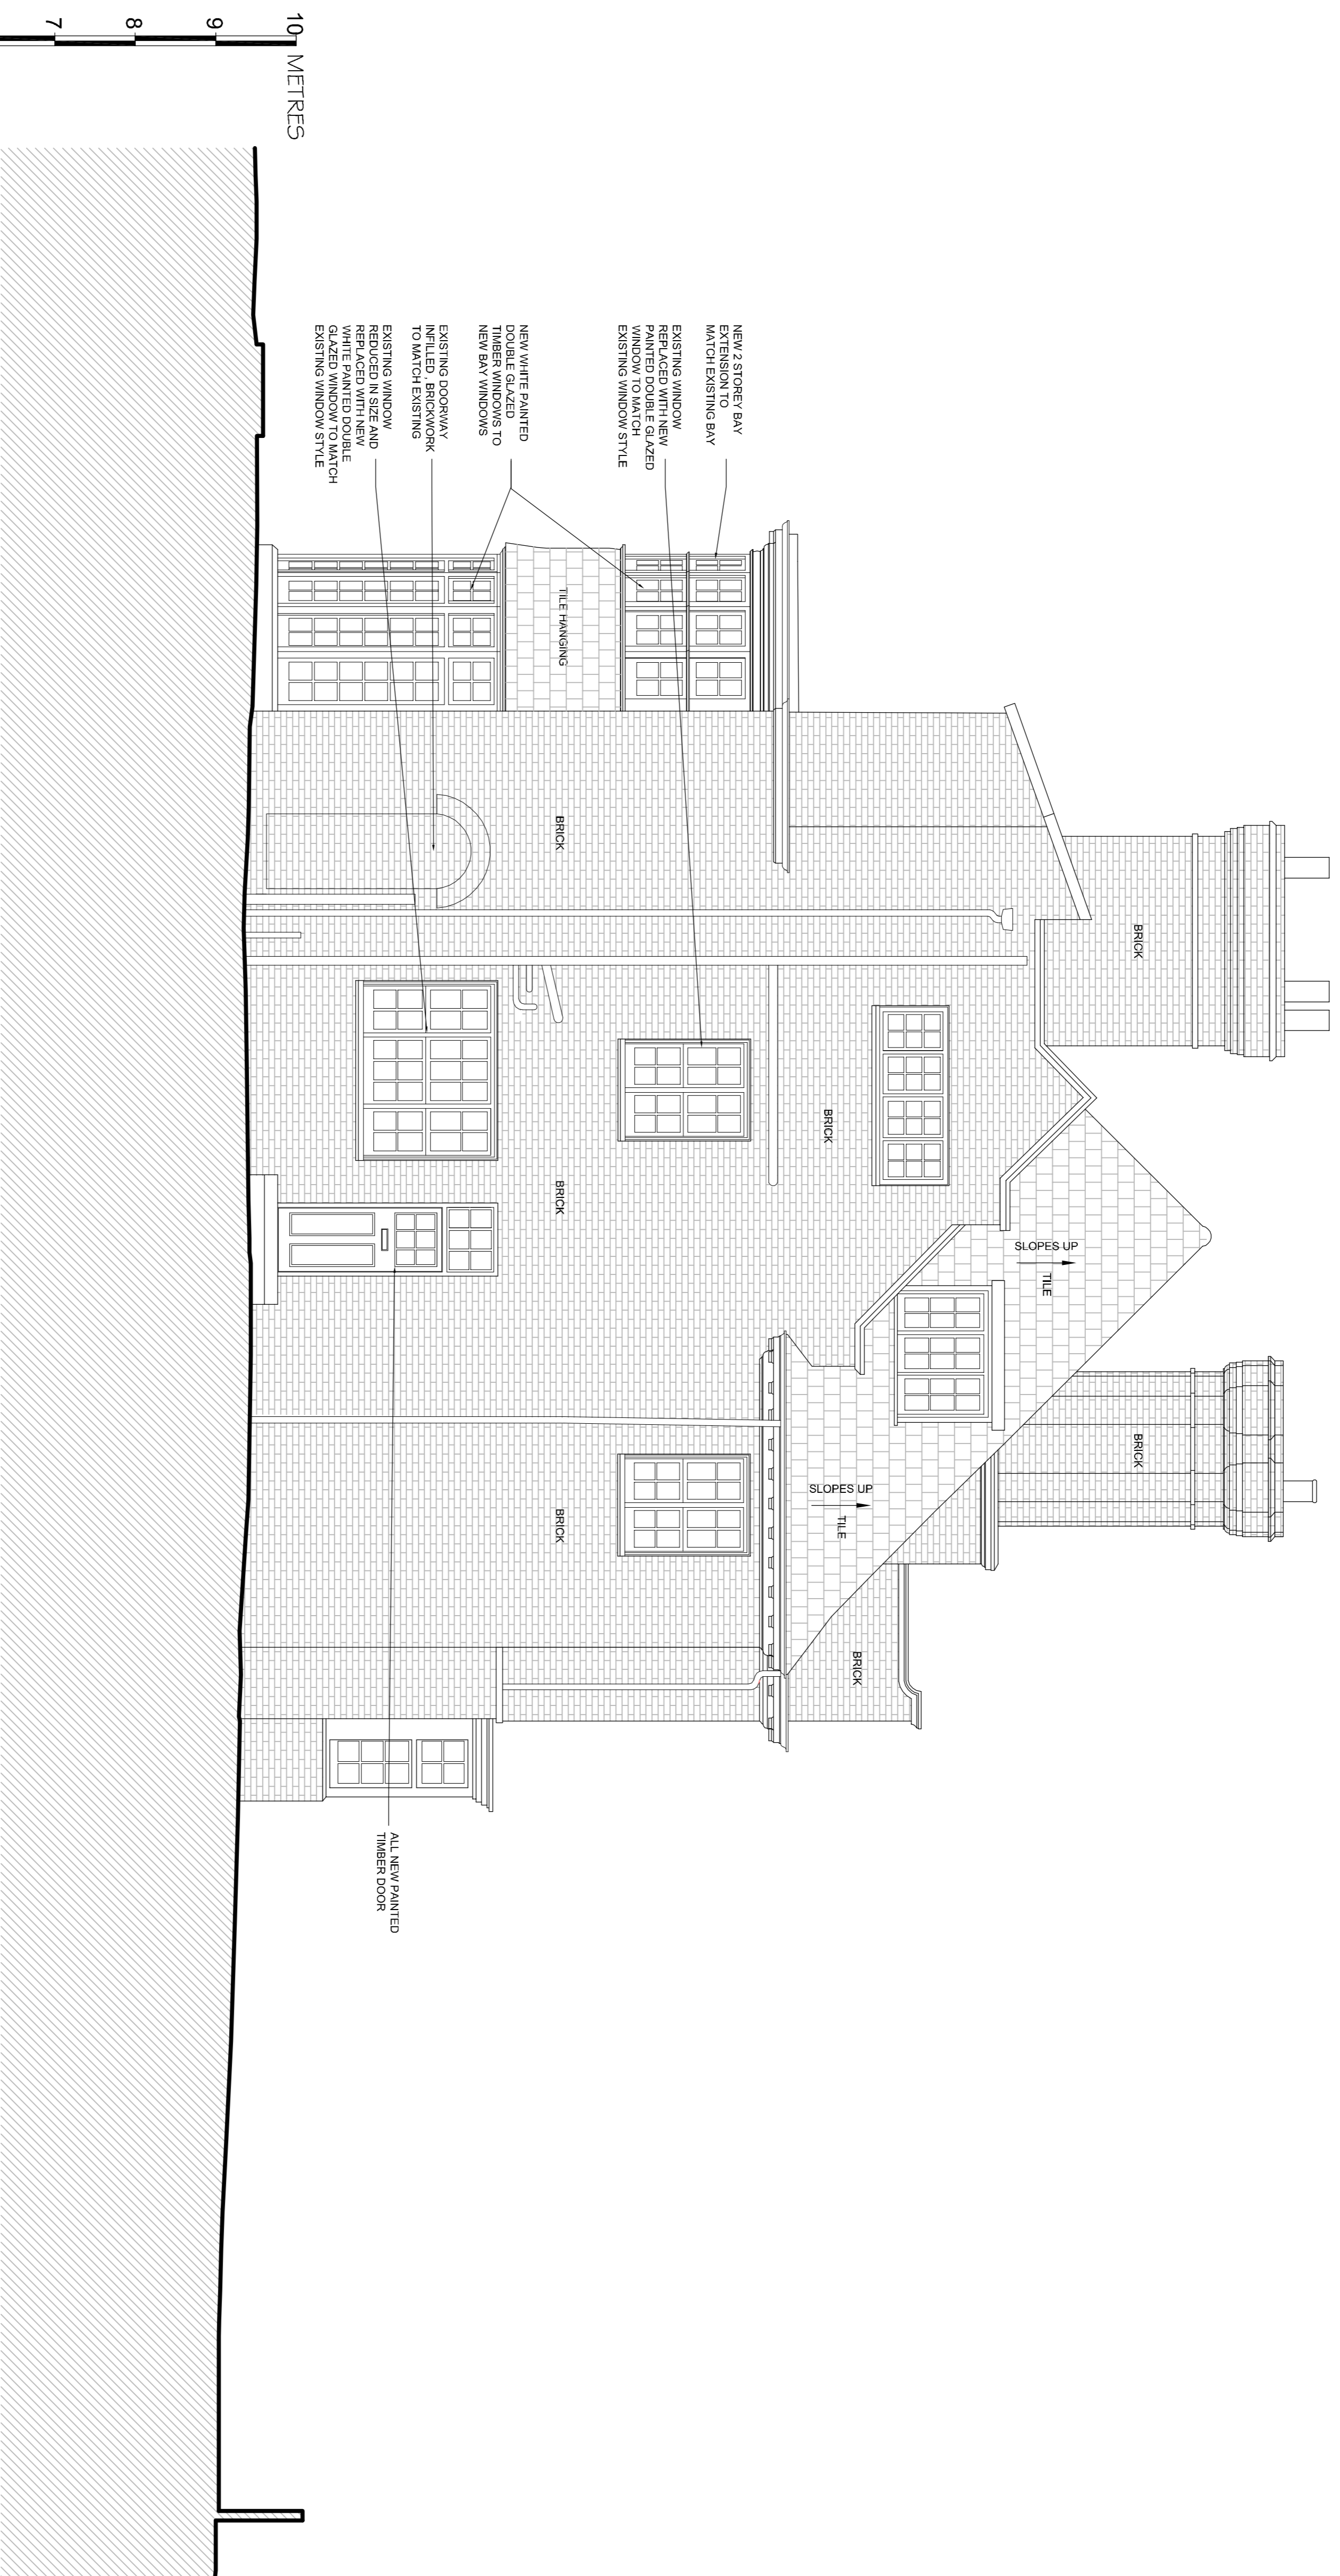 7
8
9
10
METRES
NEW 2 STOREY BAY
EXTENSION TO
MATCH EXISTING BAY
EXISTING WINDOW
REPLACED WITH NEW
PAINTED DOUBLE GLAZED
WINDOW TO MATCH
EXISTING WINDOW STYLE
NEW WHITE PAINTED
DOUBLE GLAZED
TIMBER WINDOWS TO
NEW BAY WINDOWS
EXISTING DOORWAY
INFILLED , BRICKWORK
TO MATCH EXISTING
EXISTING WINDOW
REDUCED IN SIZE AND
REPLACED WITH NEW
WHITE PAINTED DOUBLE
GLAZED WINDOW TO MATCH
EXISTING WINDOW STYLE
TILE HANGING
BRICK
BRICK
BRICK
BRICK
SLOPES UP
TILE
BRICK
SLOPES UP
TILE
BRICK
BRICK
ALL NEW PAINTED
TIMBER DOOR